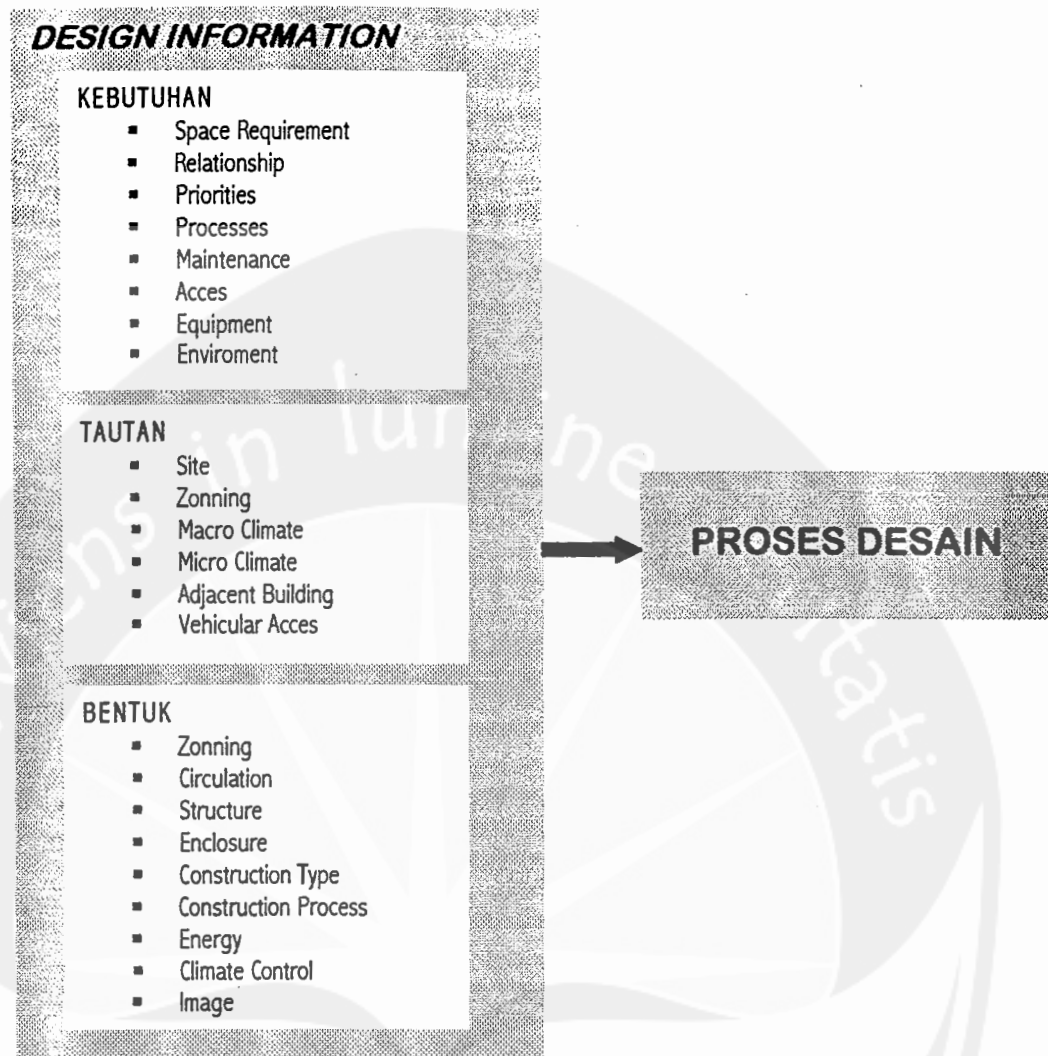 DESIGN INFORMATION
KEBUTUHAN
▪ Space Requirement
▪ Relationship
▪ Priorities
▪ Processes
▪ Maintenance
▪ Acces
▪ Equipment
▪ Enviroment
TAUTAN
▪ Site
▪ Zonning
▪ Macro Climate
▪ Micro Climate
▪ Adjacent Building
▪ Vehicular Acces
PROSES DESAIN
BENTUK
▪ Zonning
▪ Circulation
▪ Structure
▪ Enclosure
▪ Construction Type
▪ Construction Process
▪ Energy
▪ Climate Control
▪ Image
in lumine